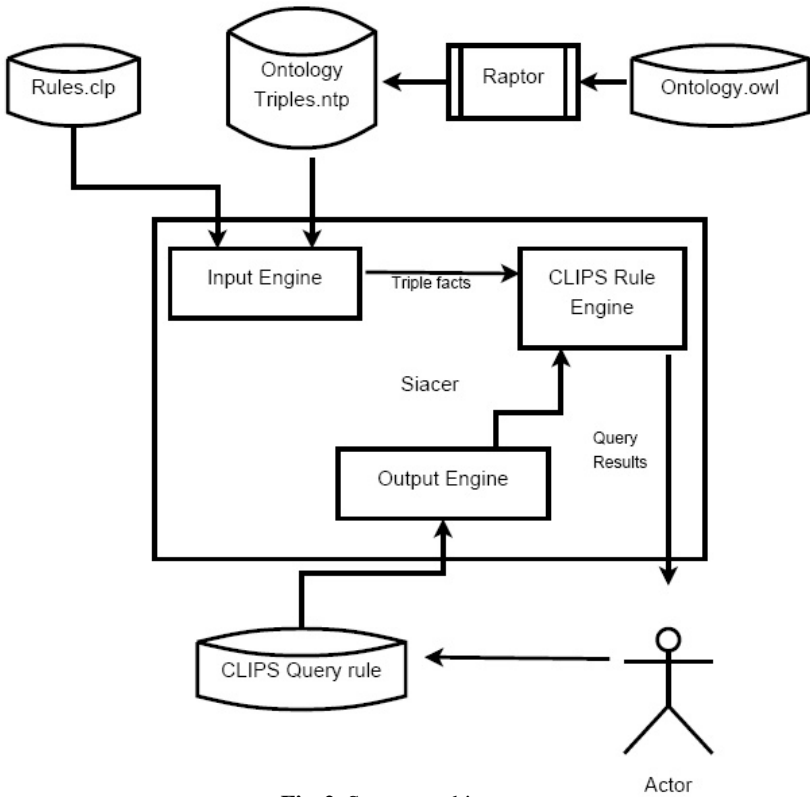 Rules.clp
Ontology
Triples.ntp
Raptor
Ontology.owl
Input Engine
Triple facts
CLIPS Rule
Engine
Siacer
Query
Results
Output Engine
CLIPS Query rule
Actor